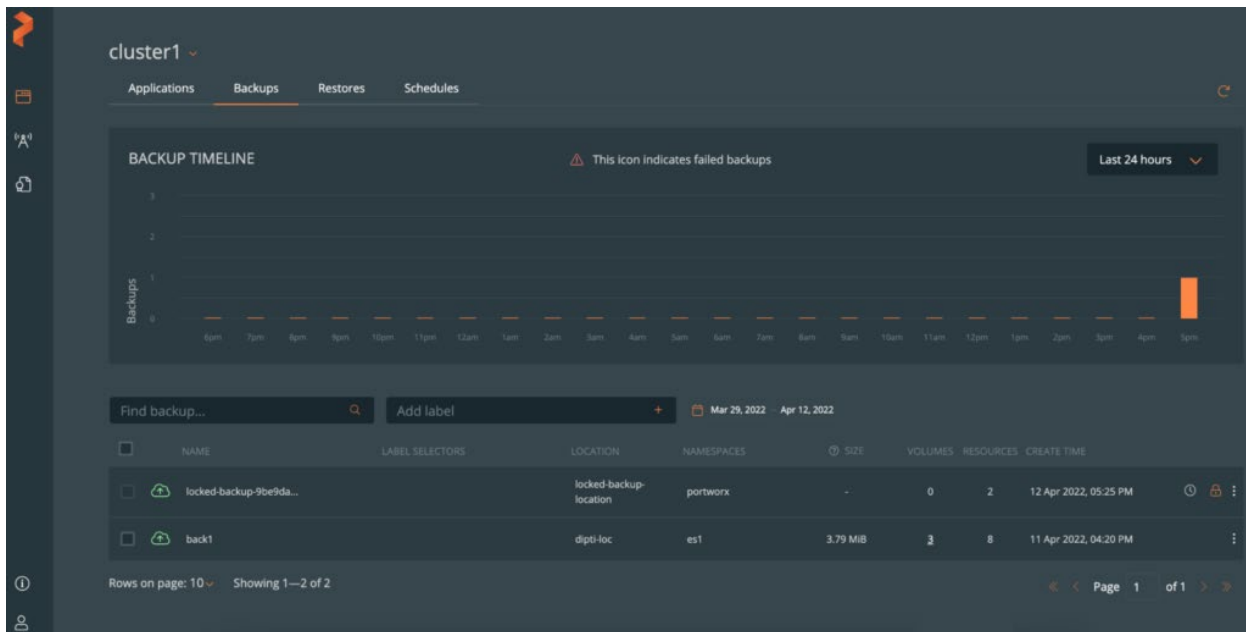 cluster1
Applications Backups Restores Schedules
BACKUP TIMELINE This icon indicates failed backups Last 24 hours
3
2
1
0
Backups
6pm 7pm 8pm 9pm 10pm 11pm 12am 1am 2am 3am 4am 5am 6am 7am 8am 9am 10am 11am 12pm 1pm 2pm 3pm 4pm 5pm
Find backup... Add label + Mar 29, 2022 - Apr 12, 2022
NAME LABEL SELECTORS LOCATION NAMESPACES SIZE VOLUMES RESOURCES CREATE TIME
locked-backup-9be9da... locked-backup-location portworx - 0 2 12 Apr 2022, 05:25 PM
back1 dipti-loc es1 3.79 MiB 3 8 11 Apr 2022, 04:20 PM
Rows on page: 10 Showing 1—2 of 2 Page 1 of 1